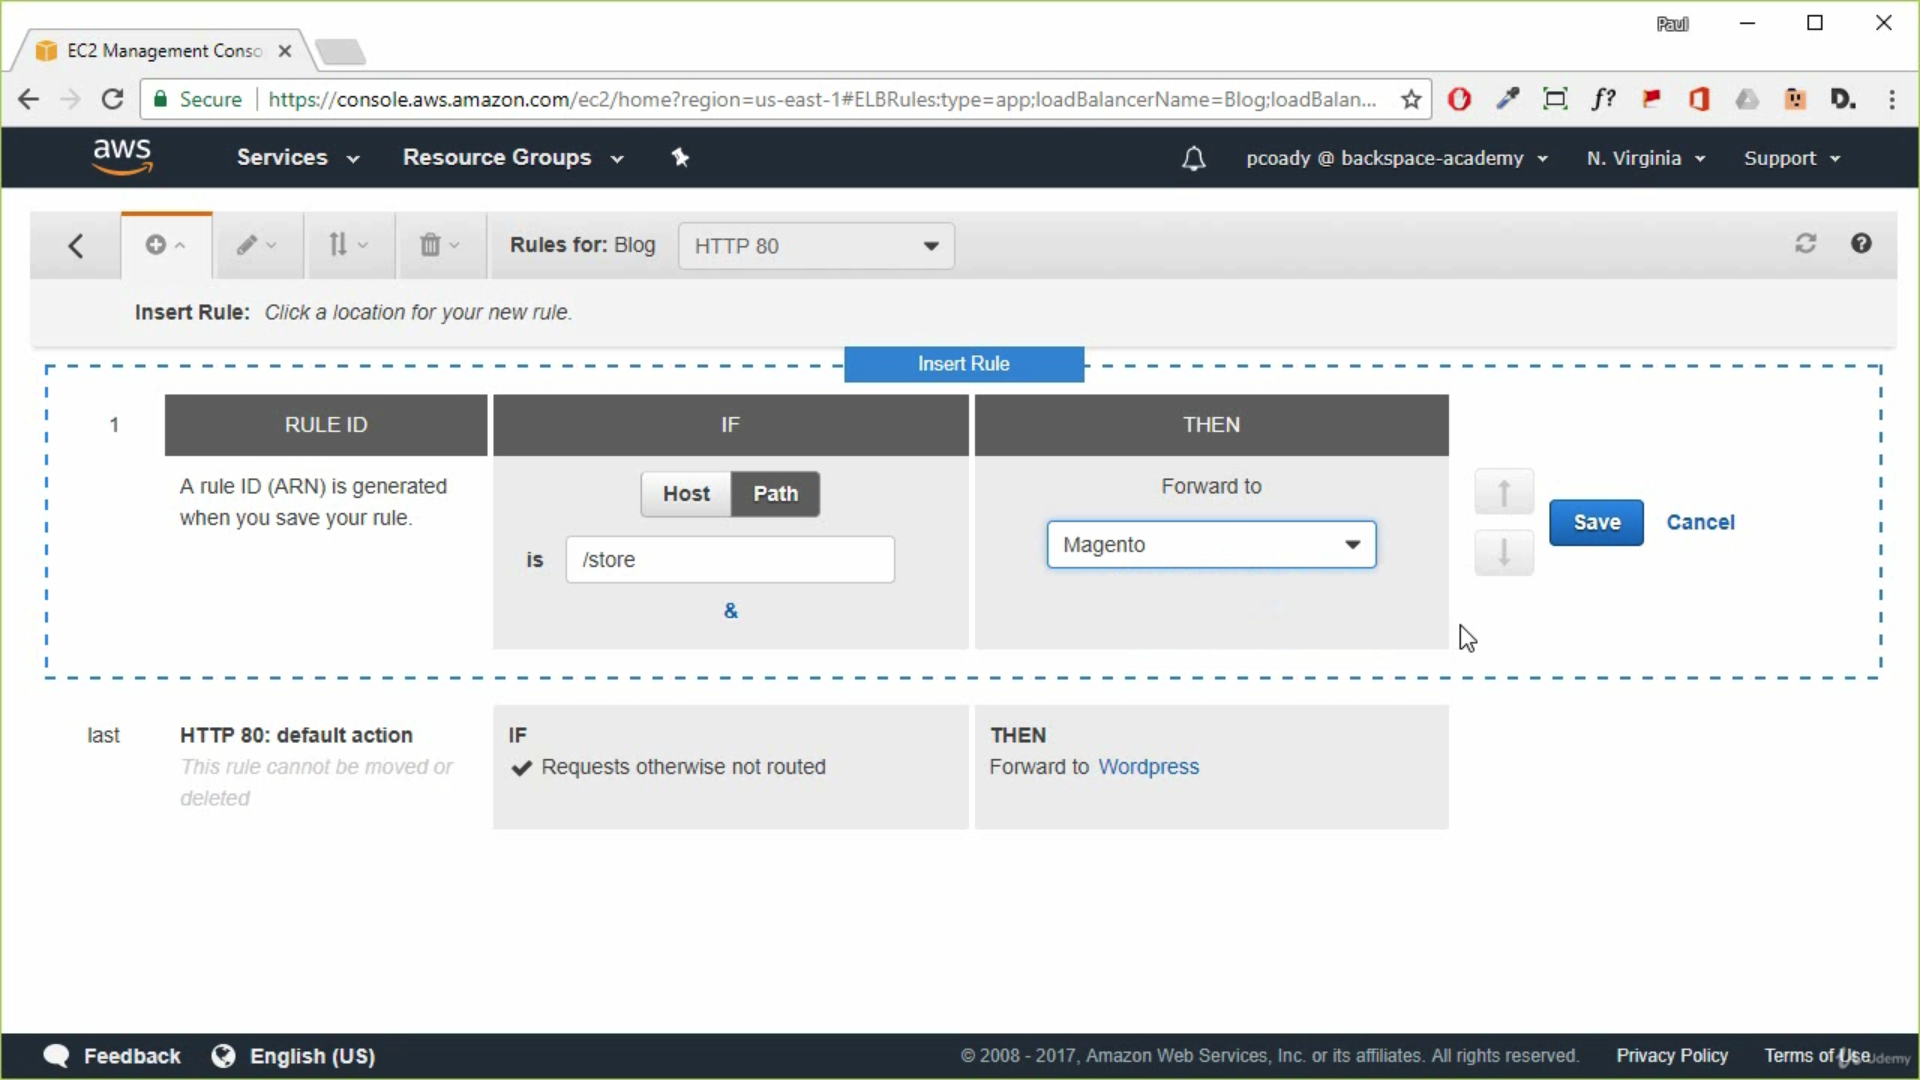 Paul
EC2 Management Conso
Secure
https://console.aws.amazon.com/ec2/home?region=us-east-1#ELBRules:type=app;loadBalancerName=Blog;loadBalan...
f?
D.
aws
Services
Resource Groups
pcoady @ backspace-academy
N. Virginia
Support
Rules for: Blog
HTTP 80
Insert Rule: Click a location for your new rule.
Insert Rule
1
RULE ID
IF
THEN
A rule ID (ARN) is generated
when you save your rule.
Host
Path
is
/store
&
Forward to
Magento
Save
Cancel
last
HTTP 80: default action
This rule cannot be moved or
deleted
IF
Requests otherwise not routed
THEN
Forward to Wordpress
Feedback
English (US)
© 2008 - 2017, Amazon Web Services, Inc. or its affiliates. All rights reserved.
Privacy Policy
Terms of Use
Udemy